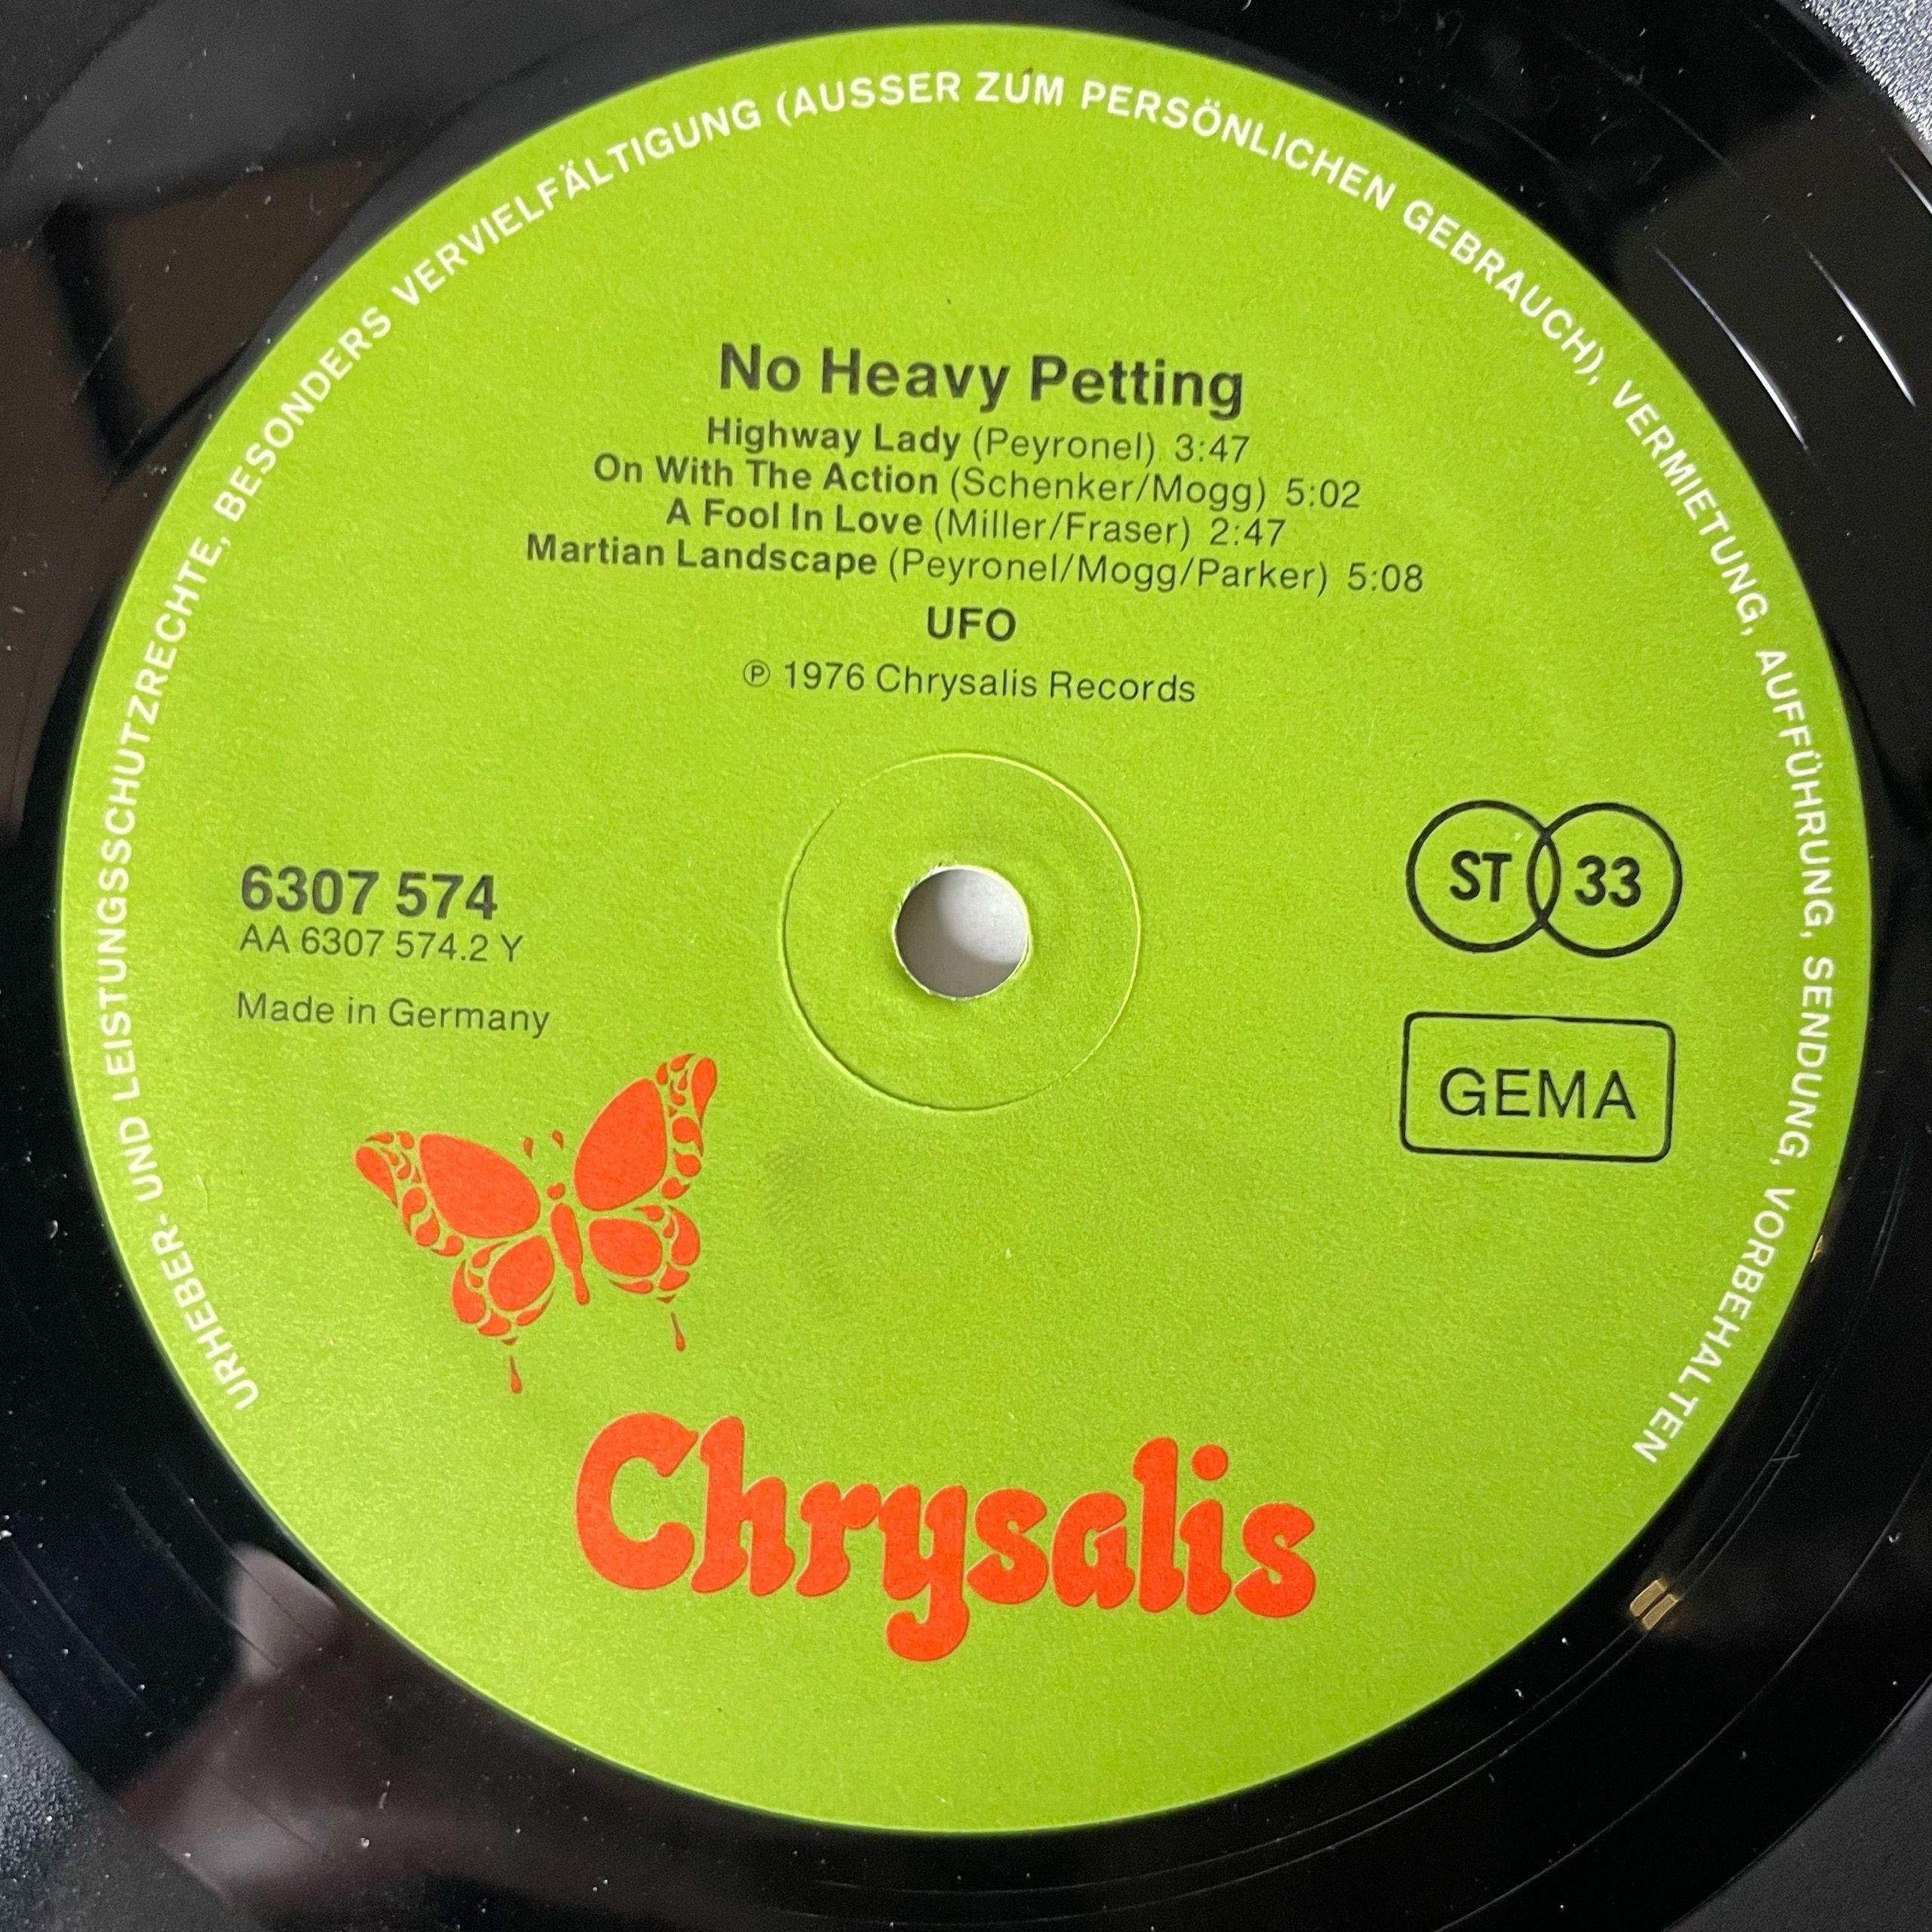 URHEBER- UND LEISTUNGSSCHUTZRECHTE, BESONDERS VERVIELFÄLTIGUNG (AUSSER ZUM PERSÖNLICHEN GEBRAUCH), VERMIETUNG, AUFFÜHRUNG, SENDUNG, VORBEHALTEN
No Heavy Petting
Highway Lady (Peyronel) 3:47
On With The Action (Schenker/Mogg) 5:02
A Fool In Love (Miller/Fraser) 2:47
Martian Landscape (Peyronel/Mogg/Parker) 5:08
UFO
℗ 1976 Chrysalis Records
6307 574
AA 6307 574.2 Y
Made in Germany
ST 33
GEMA
Chrysalis